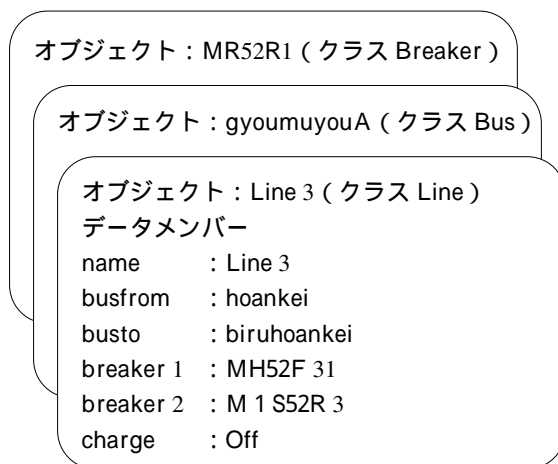 オブジェクト：MR52R1（クラス Breaker）
オブジェクト：gyoumuyouA（クラス Bus）
オブジェクト：Line 3（クラス Line）
データメンバー
name ：Line 3
busfrom ：hoankei
busto ：biruhoankei
breaker 1 ：MH52F 31
breaker 2 ：M 1 S52R 3
charge ：Off